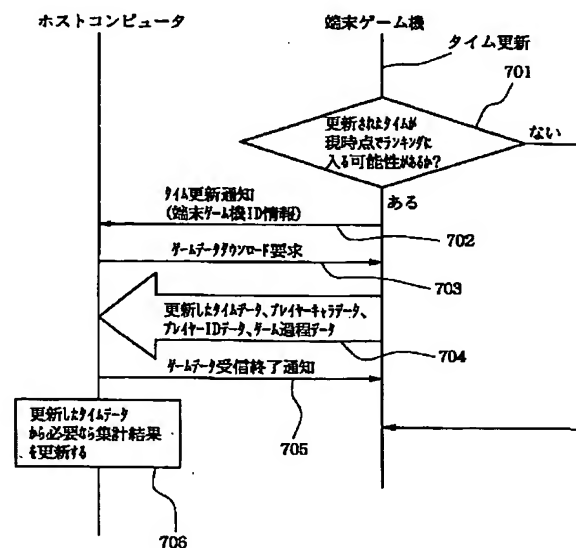 ホストコンピュータ
端末ゲーム機
タイム更新
701
更新されたタイムが
現時点でランキングに
入る可能性があるか?
ない
ある
タイム更新通知
(端末ゲーム機ID情報)
702
ゲームデータダウンロード要求
703
更新したタイムデータ、プレイヤーキャラデータ、
プレイヤーIDデータ、ゲーム過程データ
704
ゲームデータ受信終了通知
705
更新したタイムデータ
から必要なら集計結果
を更新する
706